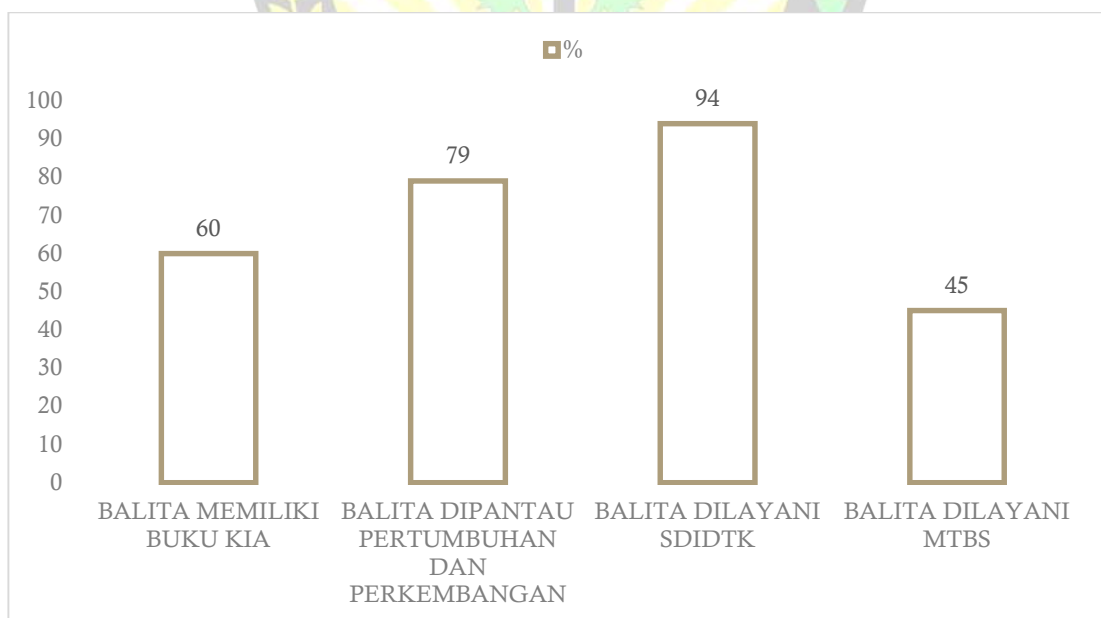 %
100
90
80
70
60
50
40
30
20
10
0
60
79
94
45
BALITA MEMILIKI
BUKU KIA
BALITA DIPANTAU
PERTUMBUHAN
DAN
PERKEMBANGAN
BALITA DILAYANI
SDIDTK
BALITA DILAYANI
MTBS